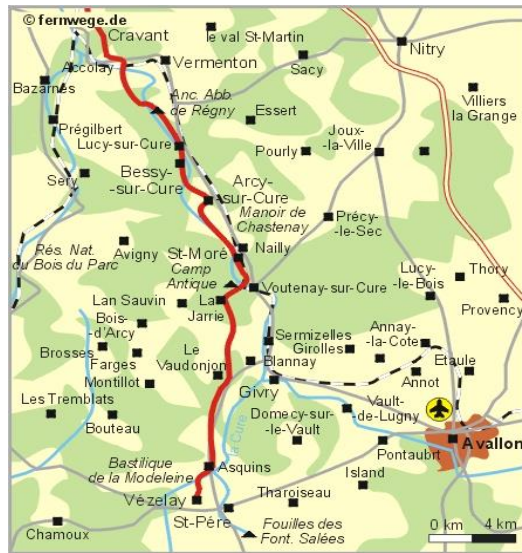 © fernwege.de
Cravant
le val St-Martin
Nitry
Accolay
Vermenton
Sacy
Bazarnes
Anc. Abb.
de Régny
Essert
Villiers
la Grange
Prégilbert
Lucy-sur-Cure
Pourly
Joux-
la-Ville
Bessy-
-sur-Cure
Sery
Arcy-
-sur-Cure
Manoir de
Chastenay
Précy-
-le-Sec
Rés. Nat.
du Bois du Parc
Avigny
St-Moré
Nailly
Camp
Antique
Voutenay-sur-Cure
Lucy-
le-Bois
Thory
Provency
Lan Sauvin
La
Jarrie
Bois-
-d'Arcy
Sermizelles
Girolles
Annay-
la-Cote
Brosses
Farges
Montillot
Le
Vaudonjon
Blannay
Etaule
Annot
Givry
Les Tremblats
Bouteau
Domecy-sur-
-le-Vault
Vault-
de-Lugny
la Cure
Avallon
Pontaubrt
Bastilique
de la Modeleine
Asquins
Island
Vézelay
Tharoiseau
St-Père
Chamoux
Fouilles des
Font. Salées
0 km 4 km